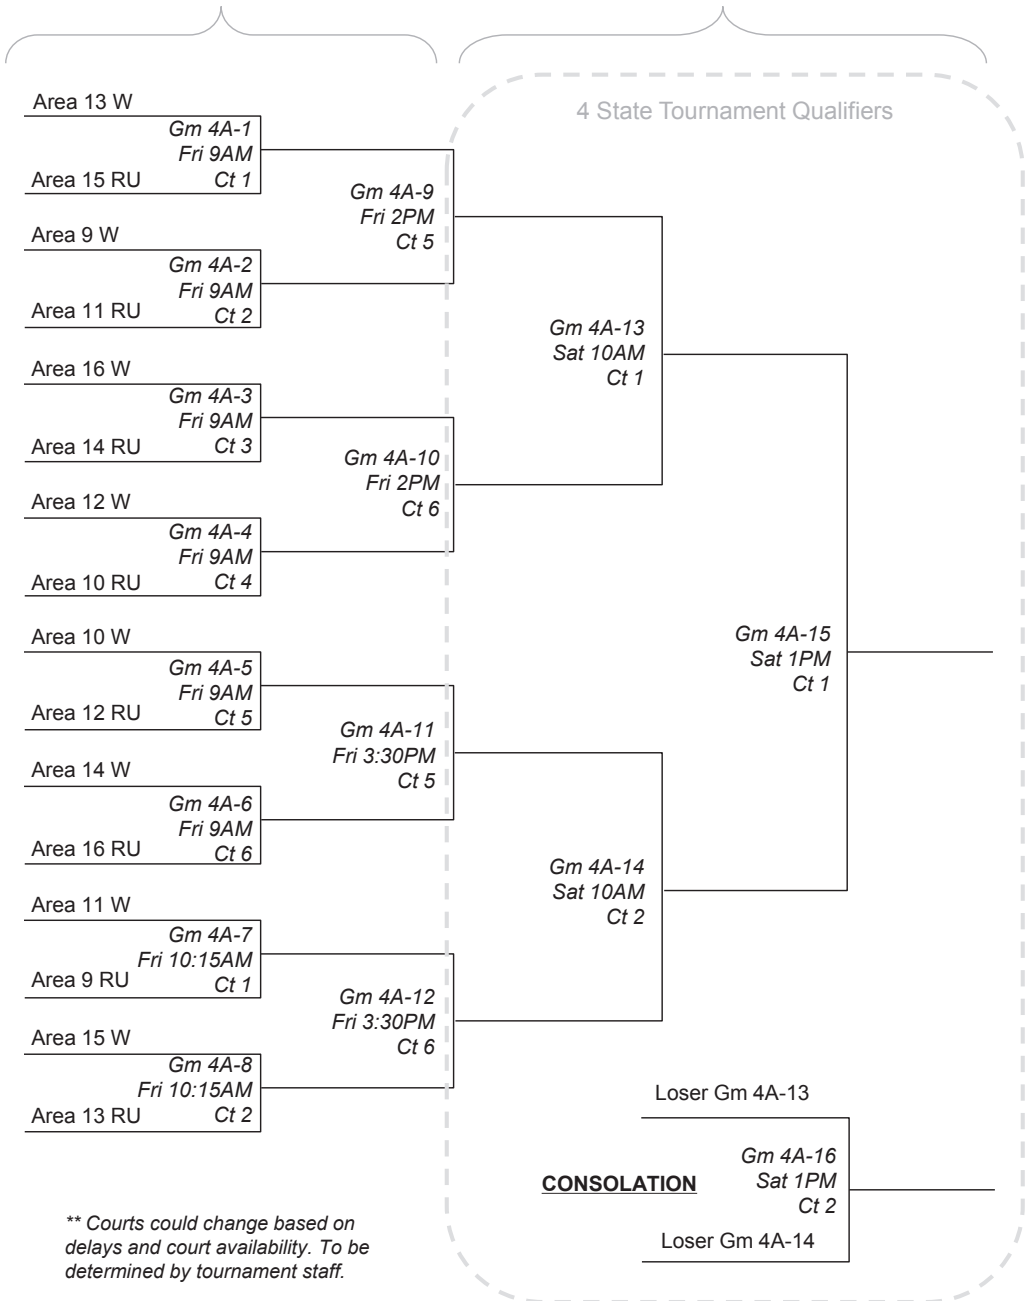 4 State Tournament Qualifiers
Area 13 W
Gm 4A-1
Fri 9AM
Ct 1
Area 15 RU
Gm 4A-9
Fri 2PM
Ct 5
Area 9 W
Gm 4A-2
Fri 9AM
Ct 2
Area 11 RU
Gm 4A-13
Sat 10AM
Ct 1
Area 16 W
Gm 4A-3
Fri 9AM
Ct 3
Area 14 RU
Gm 4A-10
Fri 2PM
Ct 6
Area 12 W
Gm 4A-4
Fri 9AM
Ct 4
Area 10 RU
Area 10 W
Gm 4A-5
Fri 9AM
Ct 5
Area 12 RU
Gm 4A-15
Sat 1PM
Ct 1
Gm 4A-11
Fri 3:30PM
Ct 5
Area 14 W
Gm 4A-6
Fri 9AM
Ct 6
Area 16 RU
Gm 4A-14
Sat 10AM
Ct 2
Area 11 W
Gm 4A-7
Fri 10:15AM
Ct 1
Area 9 RU
Gm 4A-12
Fri 3:30PM
Ct 6
Area 15 W
Gm 4A-8
Fri 10:15AM
Ct 2
Area 13 RU
Loser Gm 4A-13
Gm 4A-16
Sat 1PM
Ct 2
CONSOLATION
Loser Gm 4A-14
** Courts could change based on
delays and court availability. To be
determined by tournament staff.